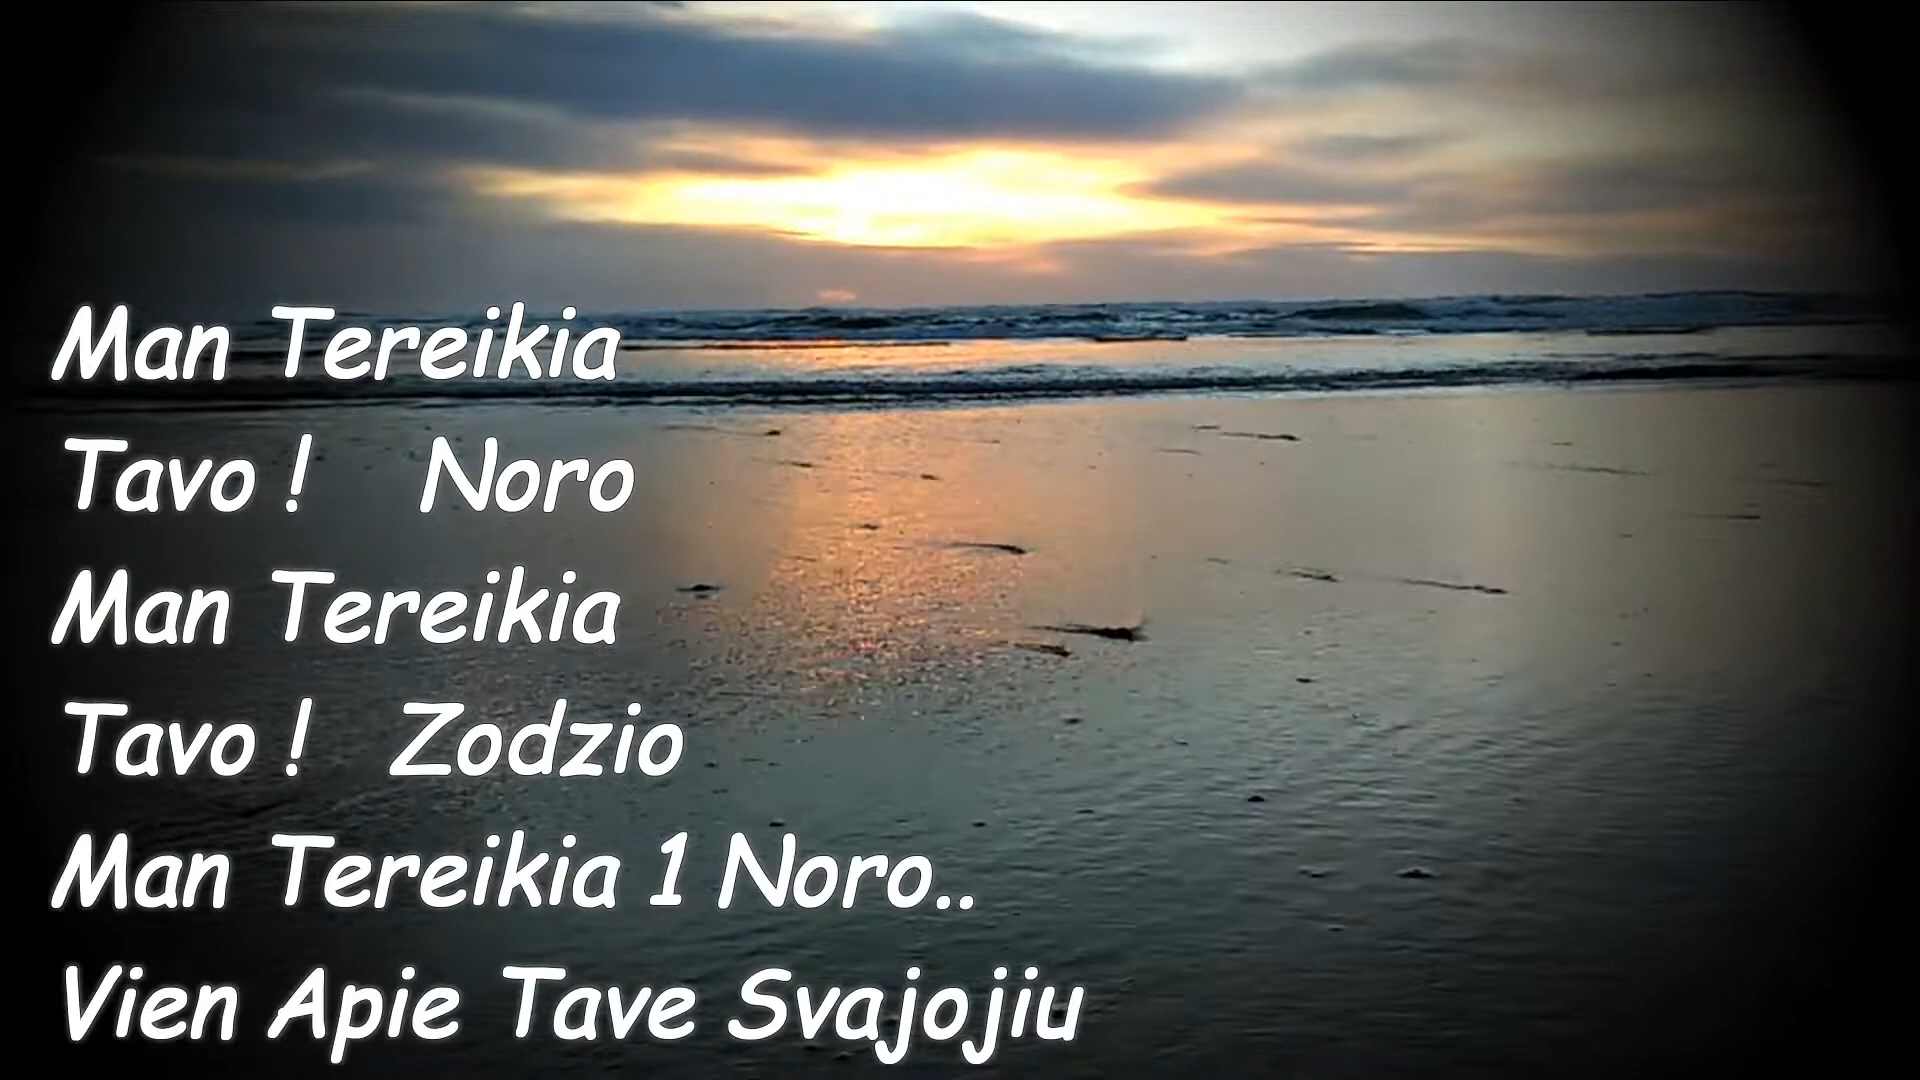 Man Tereikia
Tavo ! Noro
Man Tereikia
Tavo ! Zodzio
Man Tereikia 1 Noro..
Vien Apie Tave Svajojiu